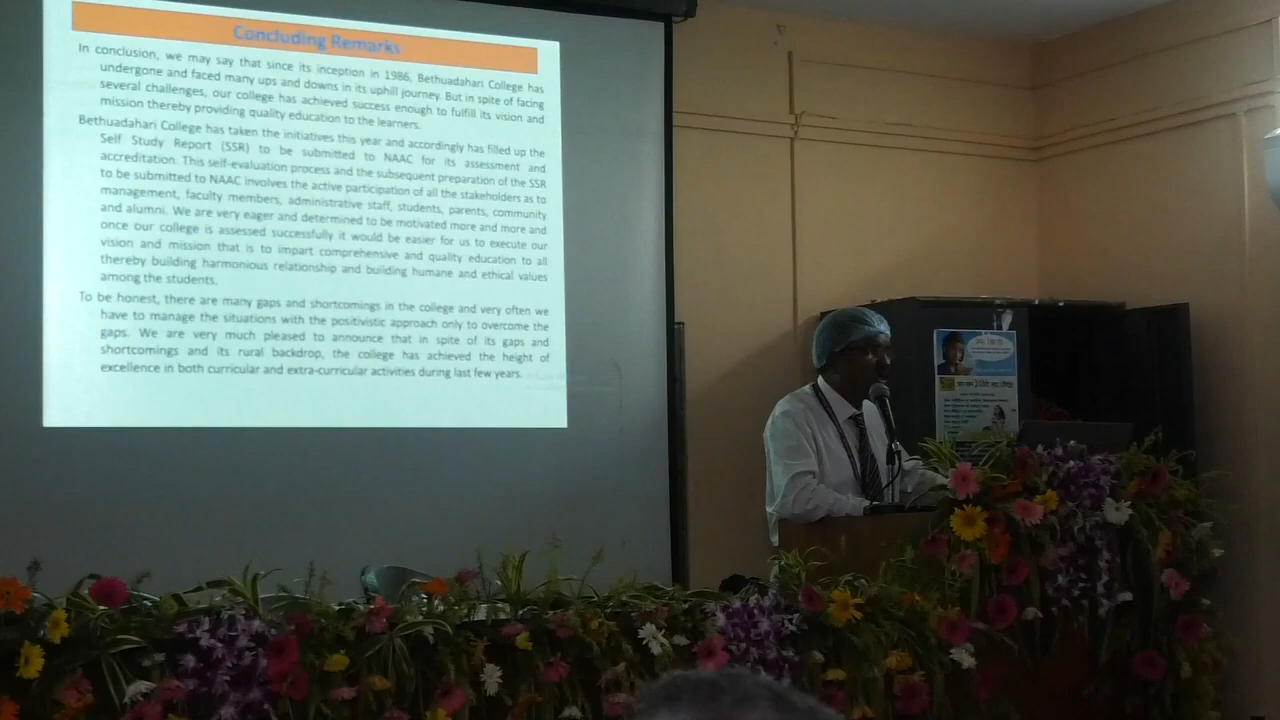 Concluding Remarks
In conclusion, we may say that since its inception in 1986, Bethuadahari College has
undergone and faced many ups and downs in its uphill journey. But in spite of facing
several challenges, our college has achieved success enough to fulfill its vision and
mission thereby providing quality education to the learners.
Bethuadahari College has taken the initiatives this year and accordingly has filled up the
Self Study Report (SSR) to be submitted to NAAC for its assessment and
accreditation. This self-evaluation process and the subsequent preparation of the SSR
to be submitted to NAAC involves the active participation of all the stakeholders as to
management, faculty members, administrative staff, students, parents, community
and alumni. We are very eager and determined to be motivated more and more and
once our college is assessed successfully it would be easier for us to execute our
vision and mission that is to impart comprehensive and quality education to all
thereby building harmonious relationship and building humane and ethical values
among the students.
To be honest, there are many gaps and shortcomings in the college and very often we
have to manage the situations with the positivistic approach only to overcome the
gaps. We are very much pleased to announce that in spite of its gaps and
shortcomings and its rural backdrop, the college has achieved the height of
excellence in both curricular and extra-curricular activities during last few years.